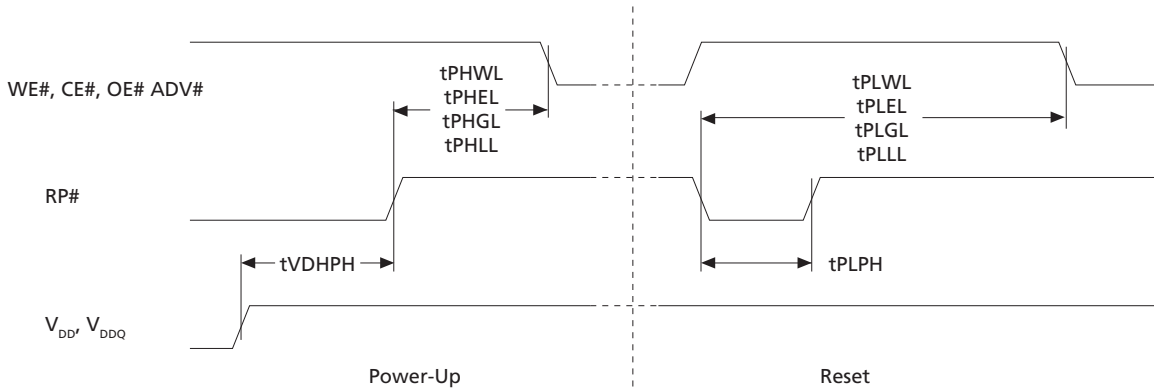 WE#, CE#, OE# ADV#
tPHWL
tPHEL
tPHGL
tPHLL
tPLWL
tPLEL
tPLGL
tPLLL
RP#
tVDHPH
tPLPH
VDD, VDDQ
Power-Up
Reset